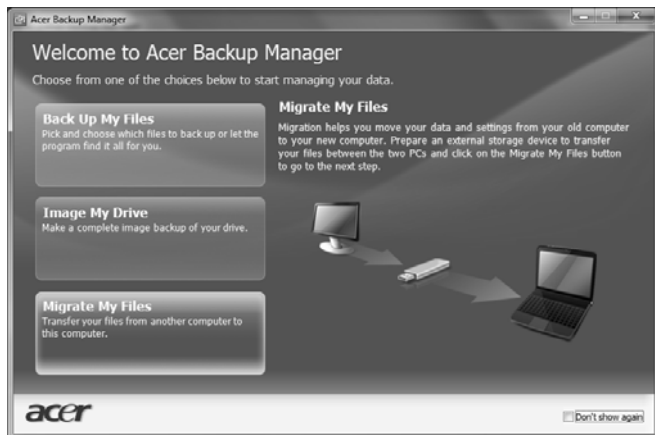 Acer Backup Manager
Welcome to Acer Backup Manager
Choose from one of the choices below to start managing your data.
Back Up My Files
Pick and choose which files to back up or let the
program find it all for you.
Image My Drive
Make a complete image backup of your drive.
Migrate My Files
Transfer your files from another computer to
this computer.
Migrate My Files
Migration helps you move your data and settings from your old computer
to your new computer. Prepare an external storage device to transfer
your files between the two PCs and click on the Migrate My Files button
to go to the next step.
acer
Don't show again